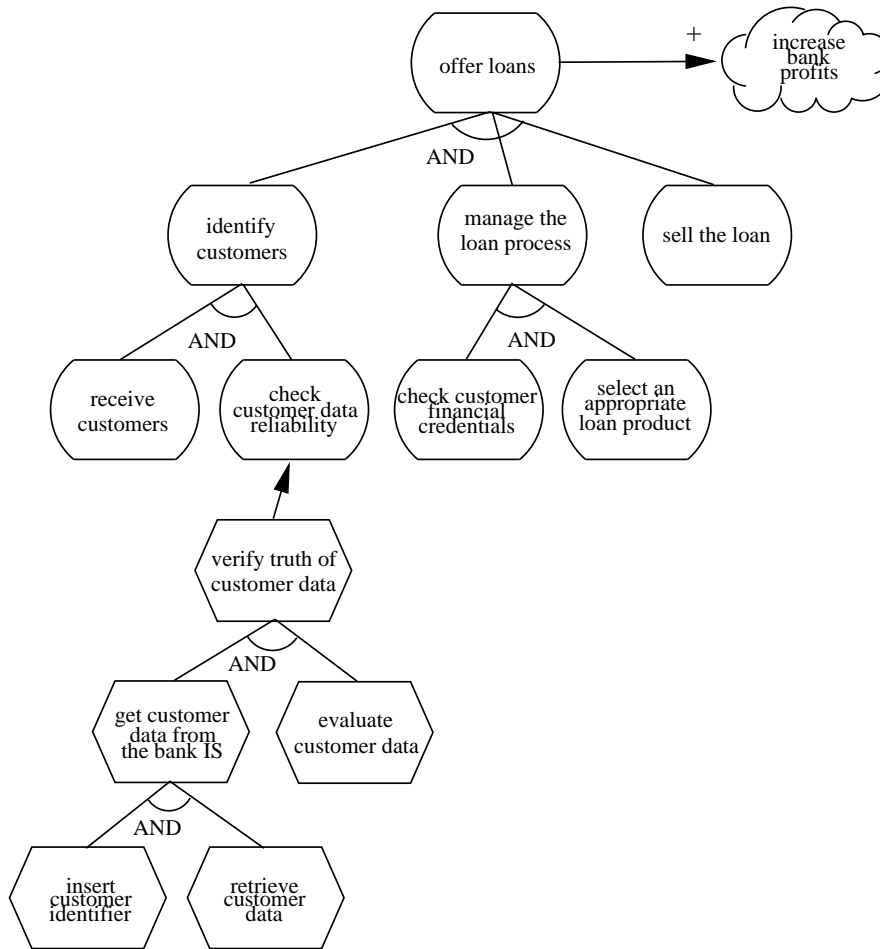 +
increase
bank
profits
offer loans
AND
identify
customers
manage the
loan process
sell the loan
AND
AND
receive
customers
check
customer data
reliability
check customer
financial
credentials
select an
appropriate
loan product
verify truth of
customer data
AND
get customer
data from
the bank IS
evaluate
customer data
AND
insert
customer
identifier
retrieve
customer
data